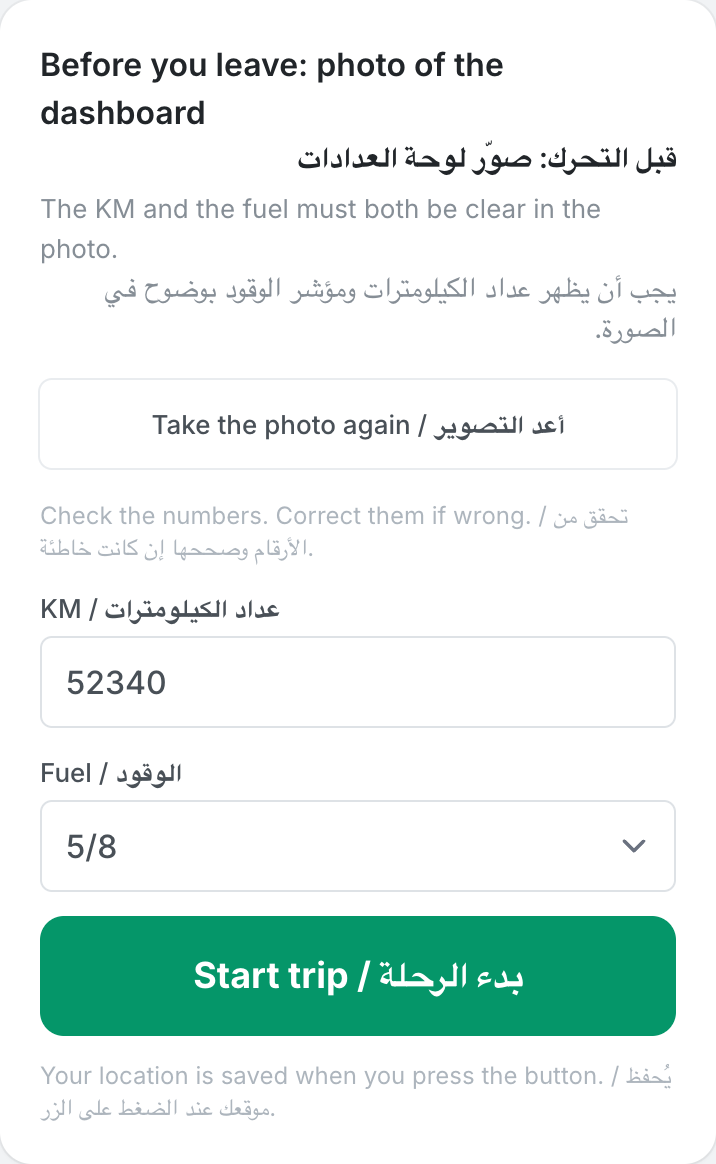 Before you leave: photo of the
dashboard
قبل التحرك: صوّر لوحة العدادات
The KM and the fuel must both be clear in the
photo.
يجب أن يظهر عداد الكيلومترات ومؤشر الوقود بوضوح في
الصورة.
Take the photo again / أعد التصوير
Check the numbers. Correct them if wrong. / تحقق من
الأرقام وصححها إن كانت خاطئة.
KM / عداد الكيلومترات
52340
Fuel / الوقود
5/8
Start trip / بدء الرحلة
Your location is saved when you press the button. / يُحفظ
موقعك عند الضغط على الزر.